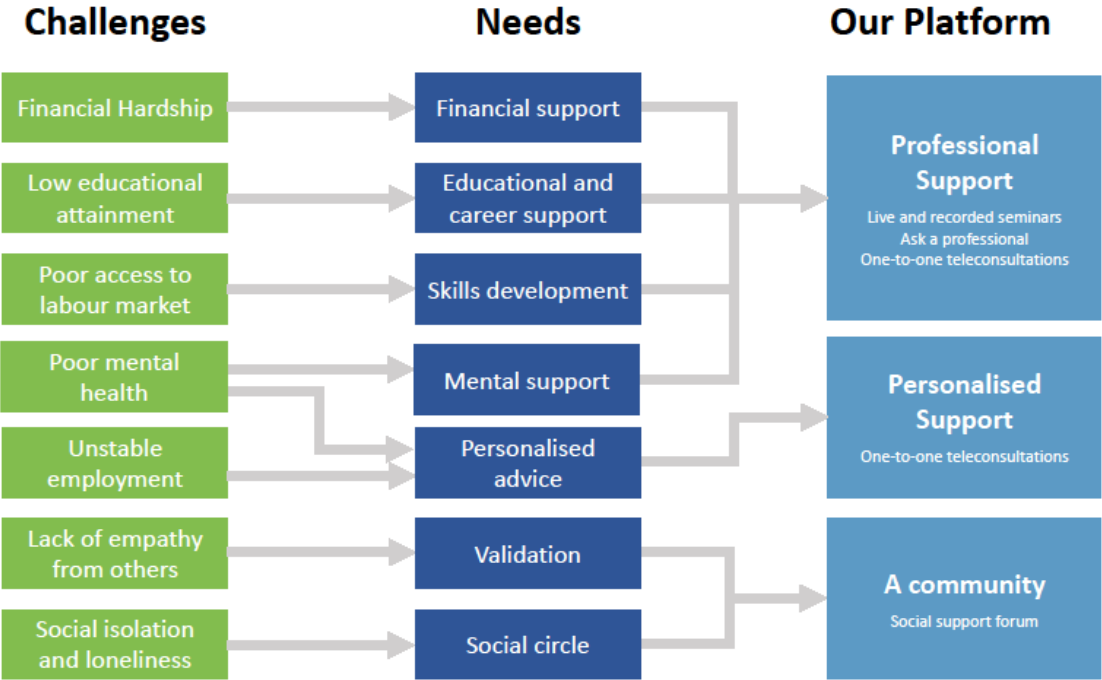 Challenges
Needs
Our Platform
Financial Hardship
Financial support
Low educational
attainment
Educational and
career support
Poor access to
labour market
Skills development
Poor mental
health
Mental support
Unstable
employment
Personalised
advice
Lack of empathy
from others
Validation
Social isolation
and loneliness
Social circle
Professional
Support
Live and recorded seminars
Ask a professional
One-to-one teleconsultations
Personalised
Support
One-to-one teleconsultations
A community
Social support forum